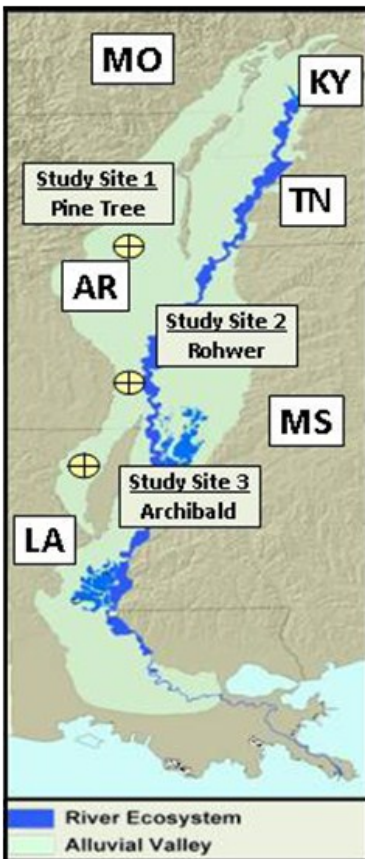 MO
KY
Study Site 1
Pine Tree
TN
AR
Study Site 2
Rohwer
MS
Study Site 3
Archibald
LA
River Ecosystem
Alluvial Valley